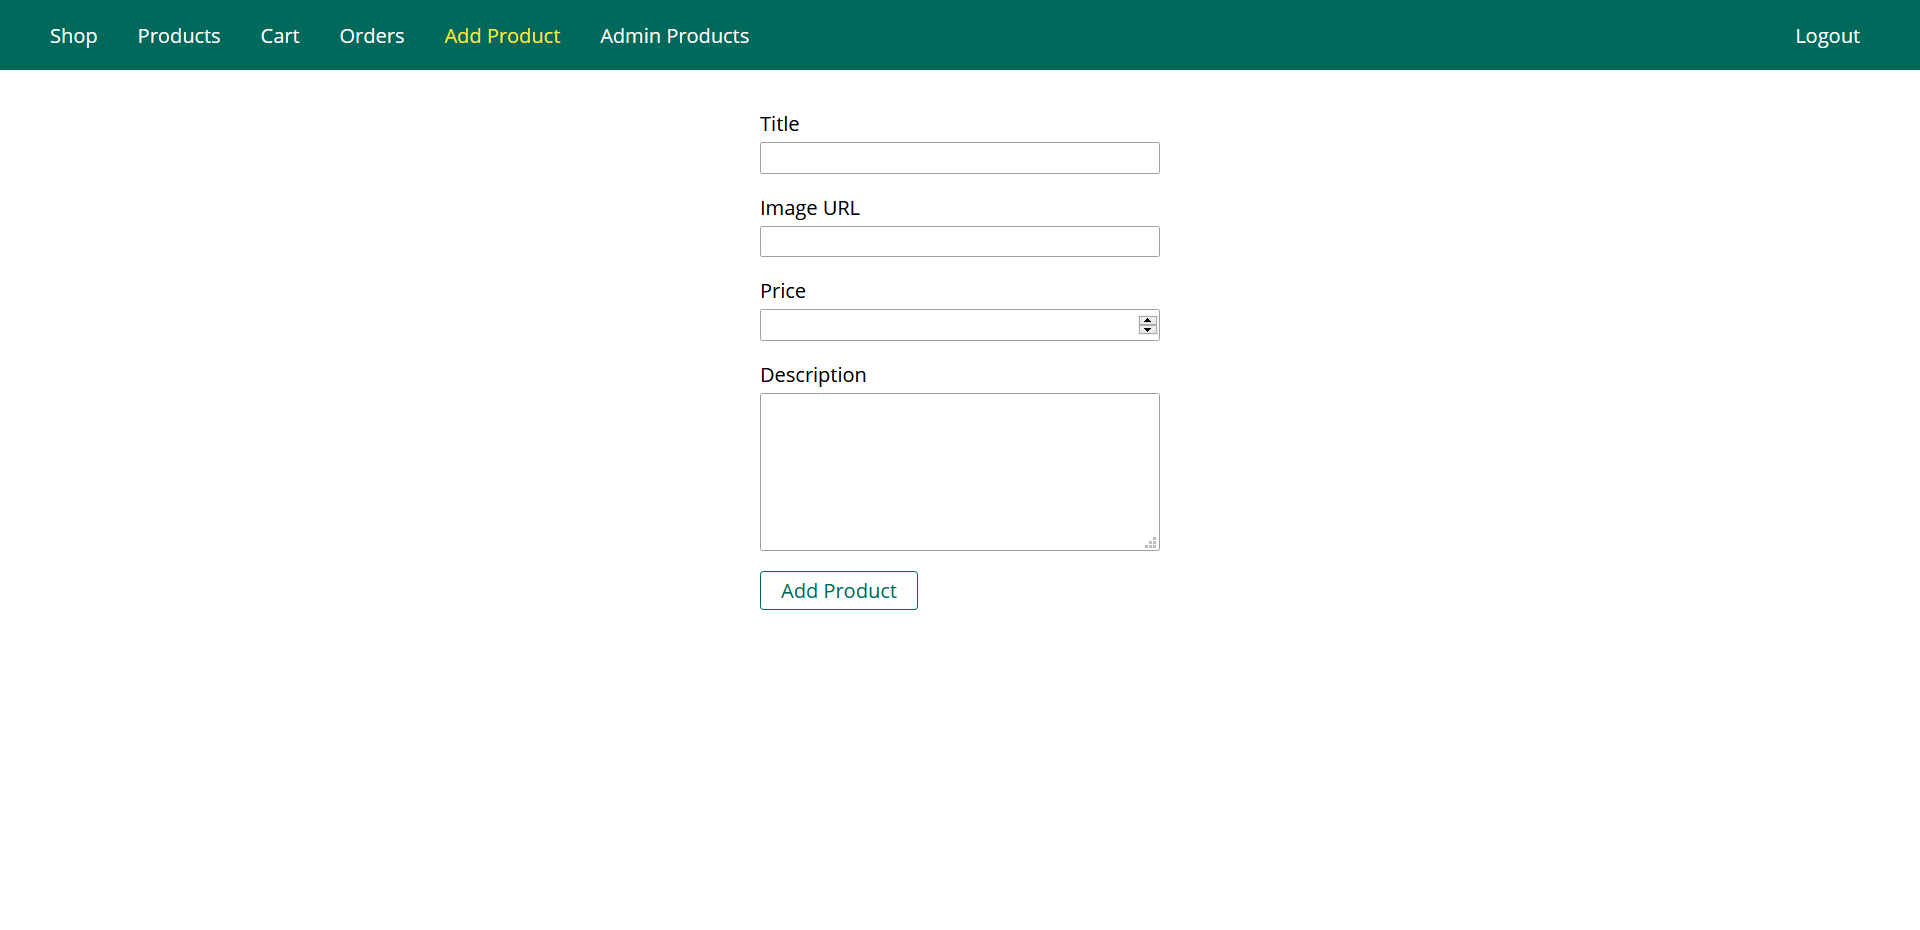 Shop Products Cart Orders Add Product Admin Products Logout
Title
Image URL
Price
Description
Add Product